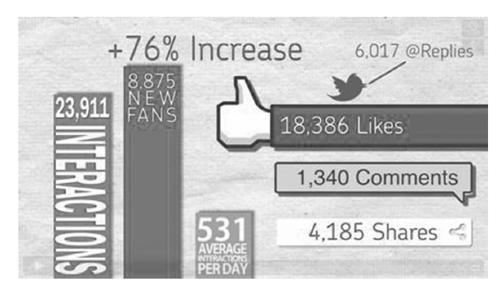 +76% Increase
6,017 @Replies
8,875
NEW
FANS
23,911
INTERACTIONS
18,386 Likes
1,340 Comments
531
AVERAGE
INTERACTIONS
PER DAY
4,185 Shares